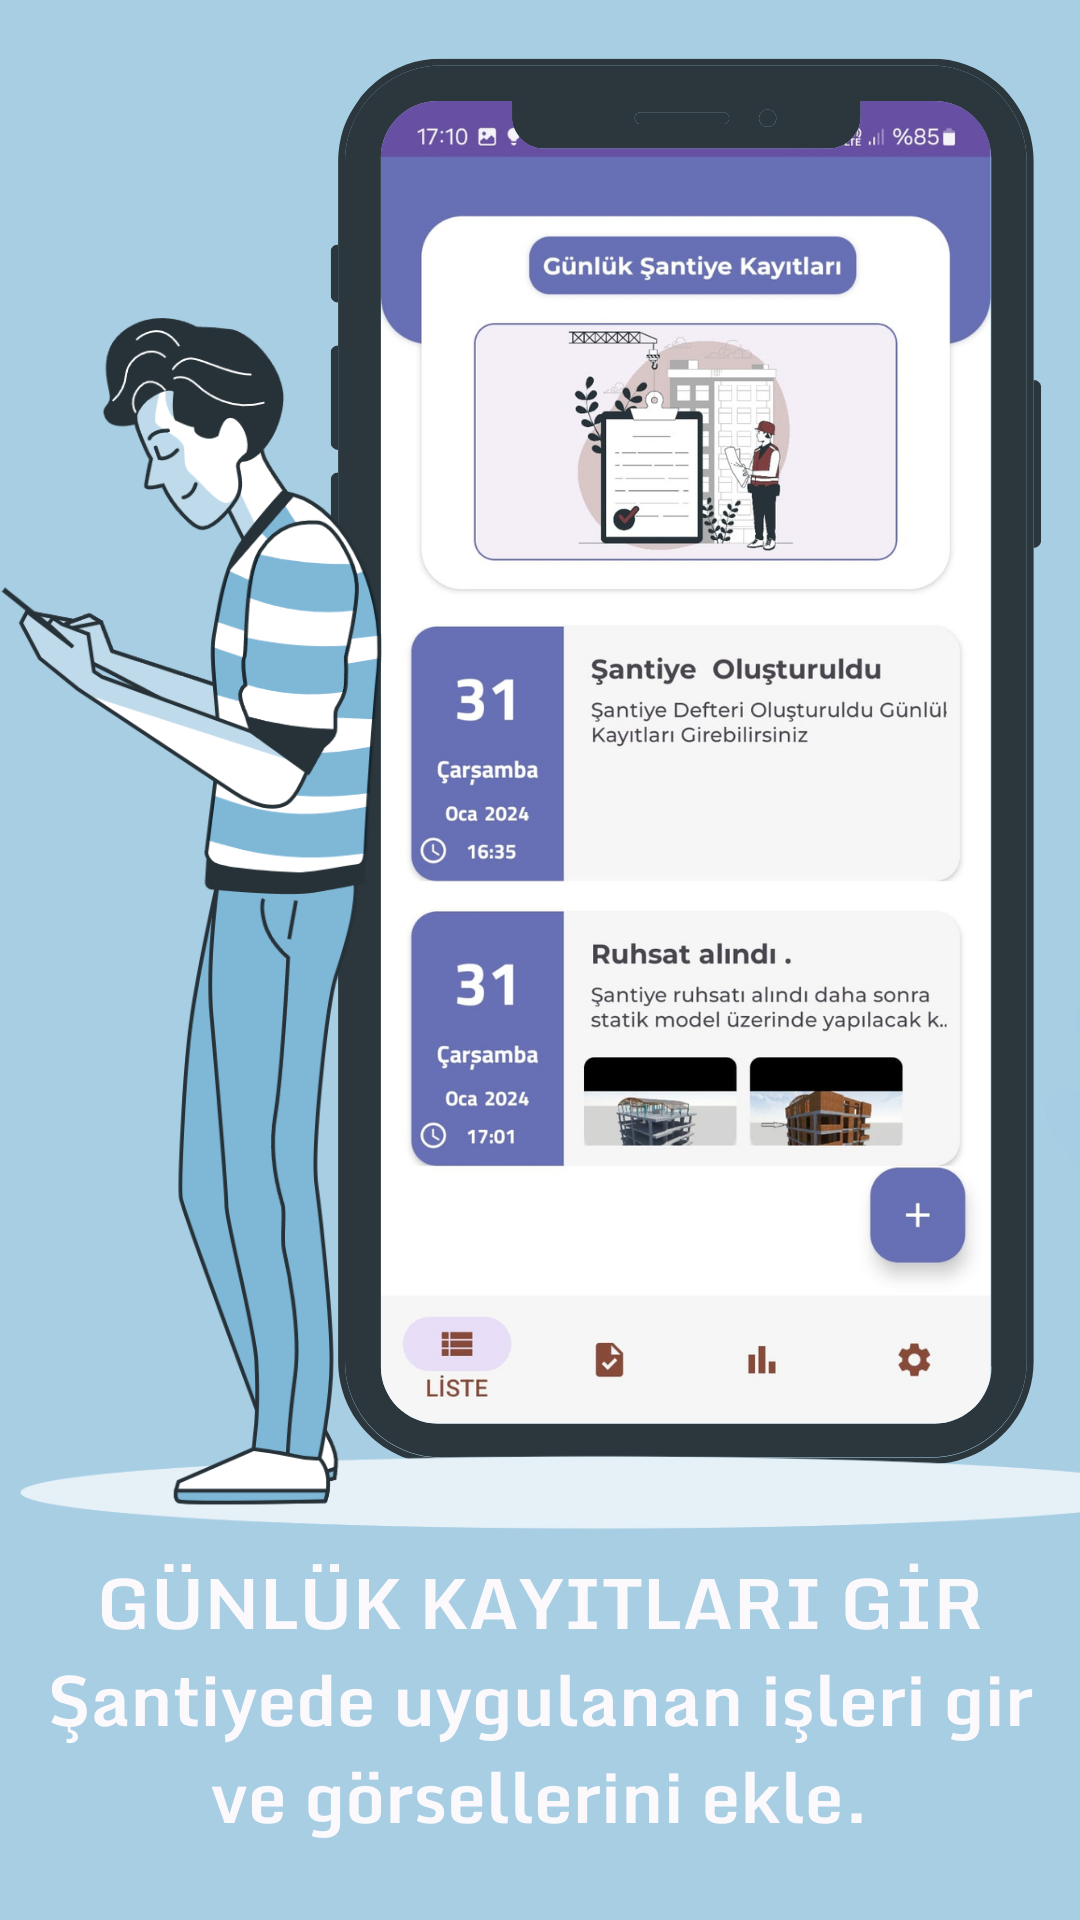 17:10
LTE %85
Günlük Şantiye Kayıtları
31
Çarşamba
Oca 2024
16:35
Şantiye Oluşturuldu
Şantiye Defteri Oluşturuldu Günlük
Kayıtları Girebilirsiniz
31
Çarşamba
Oca 2024
17:01
Ruhsat alındı .
Şantiye ruhsatı alındı daha sonra
statik model üzerinde yapılacak k..
+
LİSTE
GÜNLÜK KAYITLARI GİR
Şantiyede uygulanan işleri gir
ve görsellerini ekle.